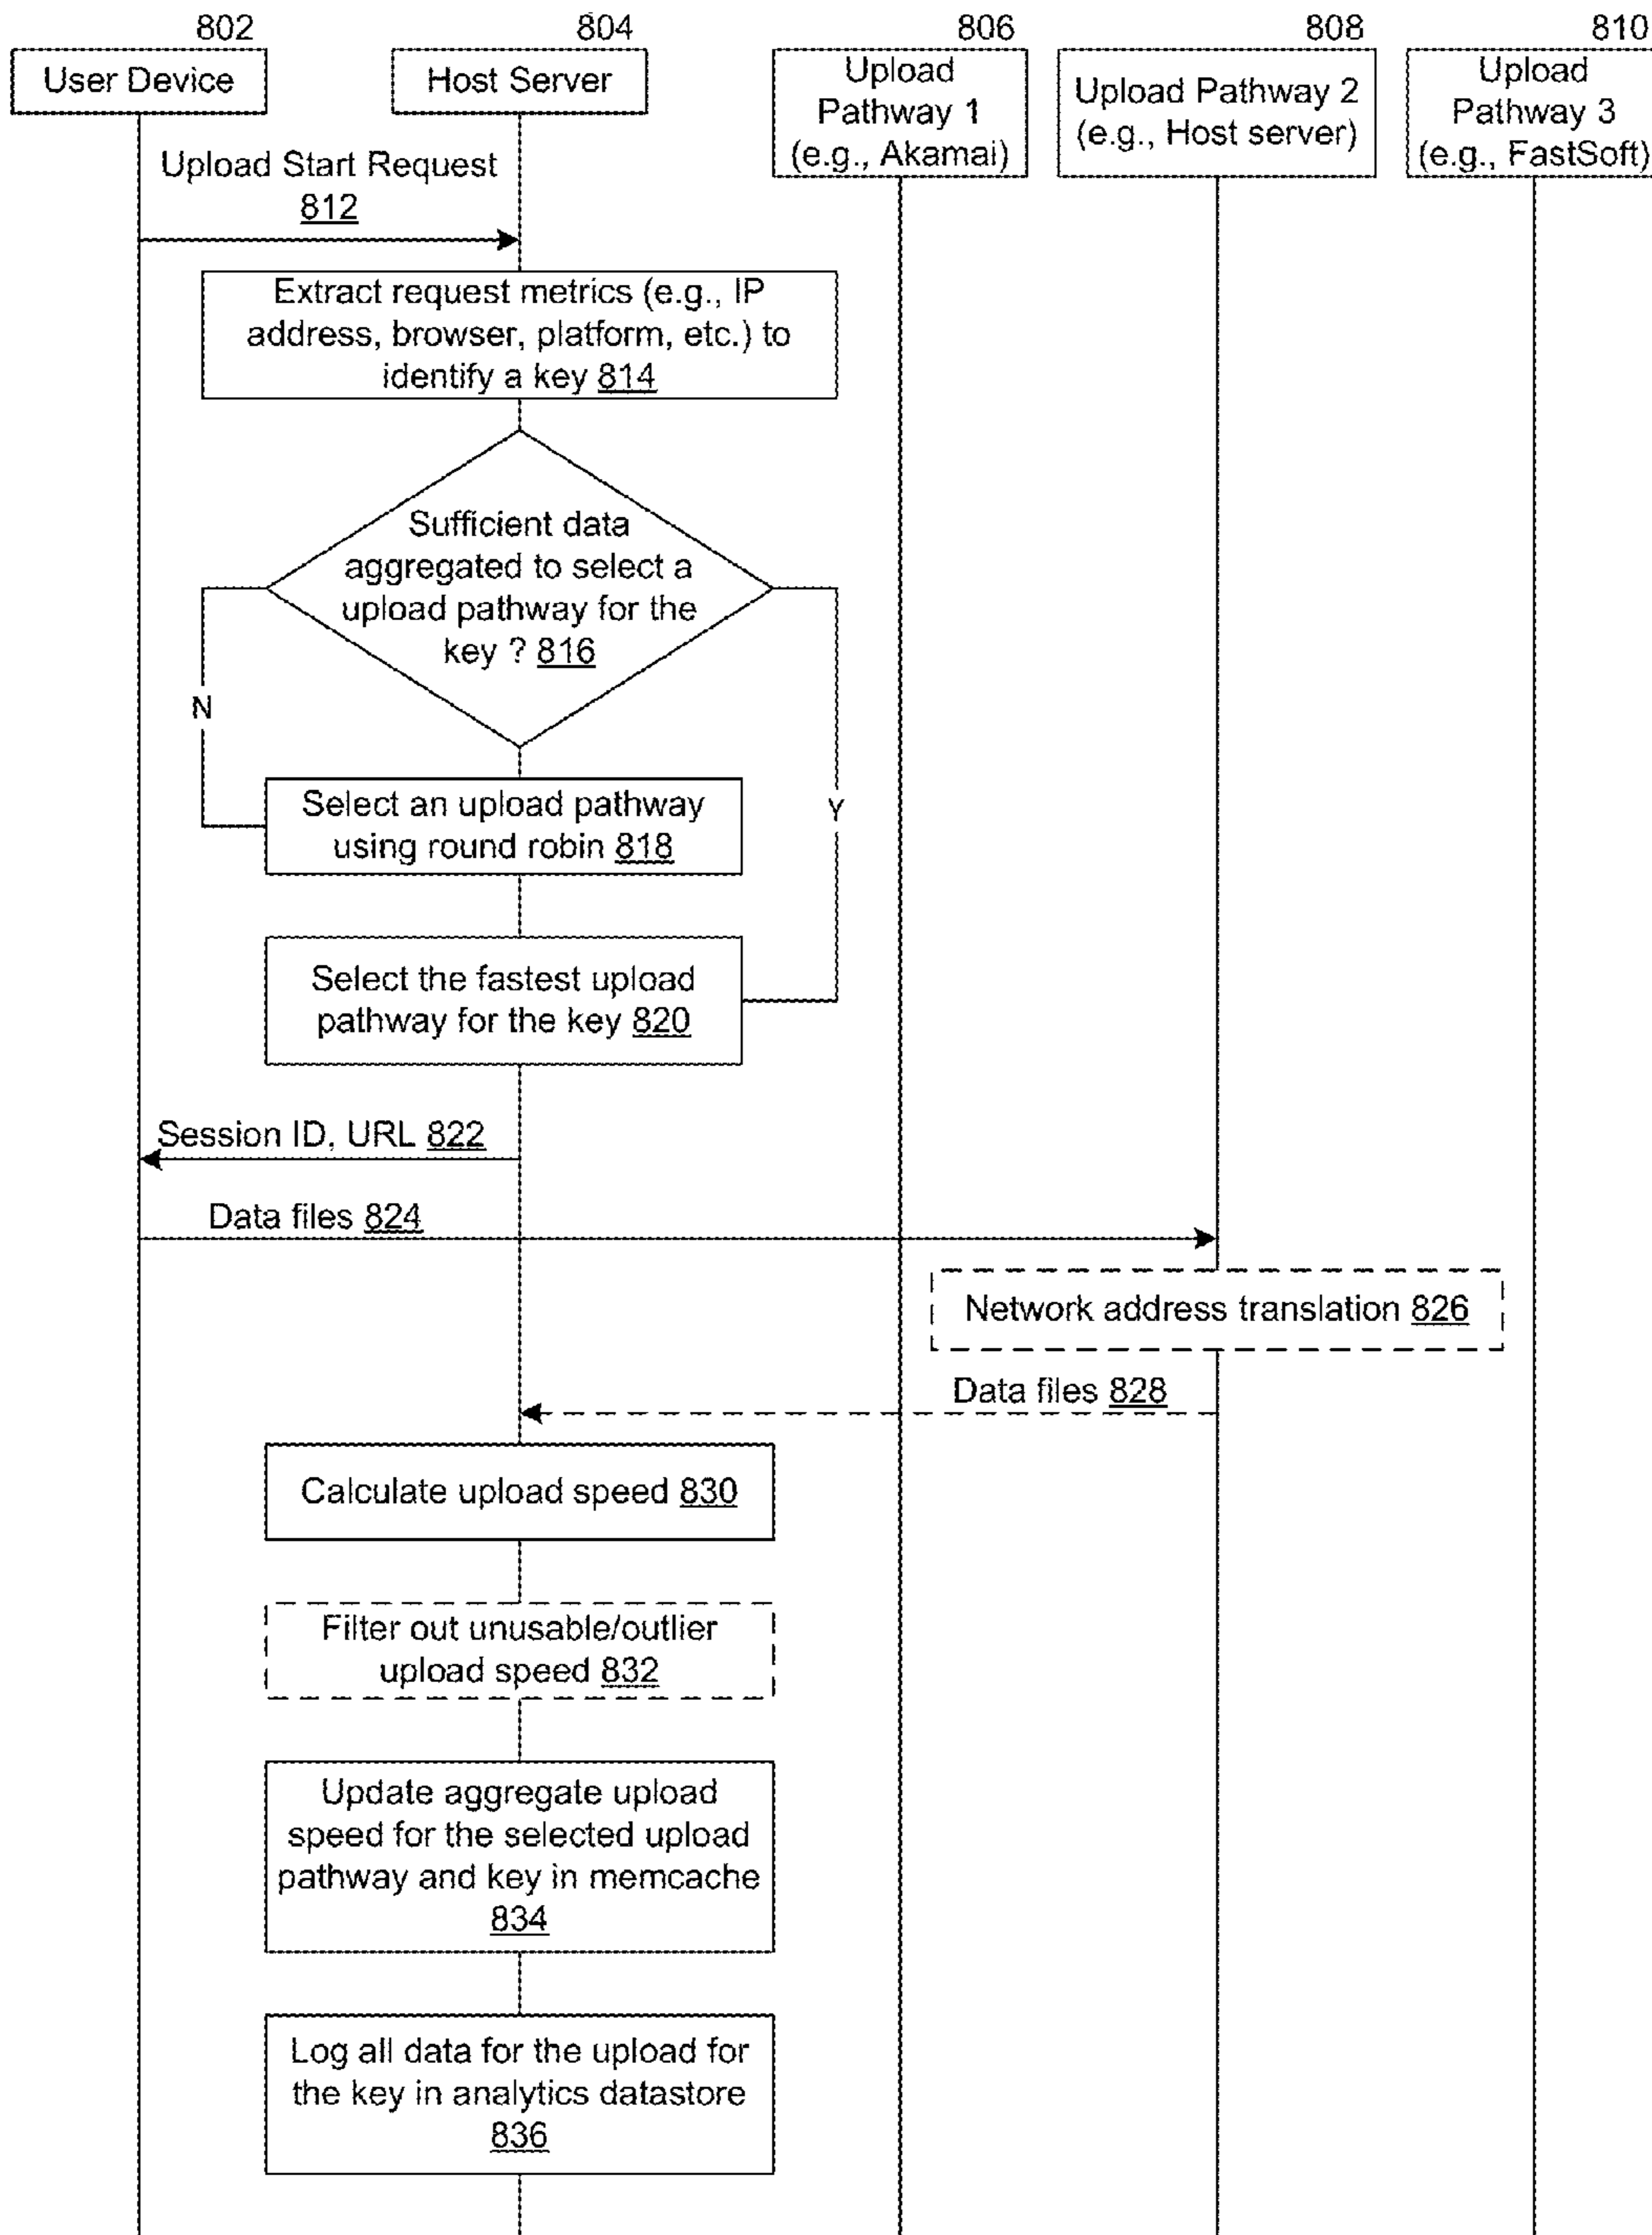 802
804
806
808
810
User Device
Host Server
Upload
Pathway 1
(e.g., Akamai)
Upload Pathway 2
(e.g., Host server)
Upload
Pathway 3
(e.g., FastSoft)
Upload Start Request
812
Extract request metrics (e.g., IP
address, browser, platform, etc.) to
identify a key 814
Sufficient data
aggregated to select a
upload pathway for the
key ? 816
N
Y
Select an upload pathway
using round robin 818
Select the fastest upload
pathway for the key 820
Session ID, URL 822
Data files 824
Network address translation 826
Data files 828
Calculate upload speed 830
Filter out unusable/outlier
upload speed 832
Update aggregate upload
speed for the selected upload
pathway and key in memcache
834
Log all data for the upload for
the key in analytics datastore
836